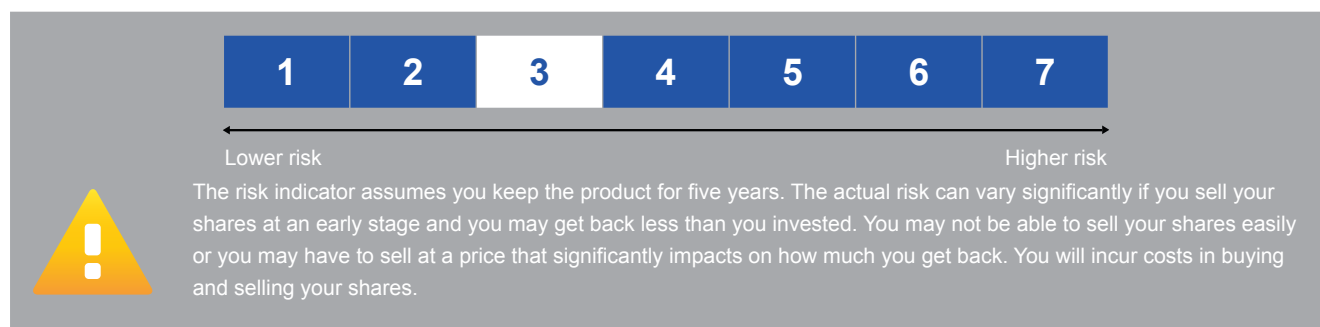 1 2 3 4 5 6 7
Lower risk Higher risk
The risk indicator assumes you keep the product for five years. The actual risk can vary significantly if you sell your
shares at an early stage and you may get back less than you invested. You may not be able to sell your shares easily
or you may have to sell at a price that significantly impacts on how much you get back. You will incur costs in buying
and selling your shares.